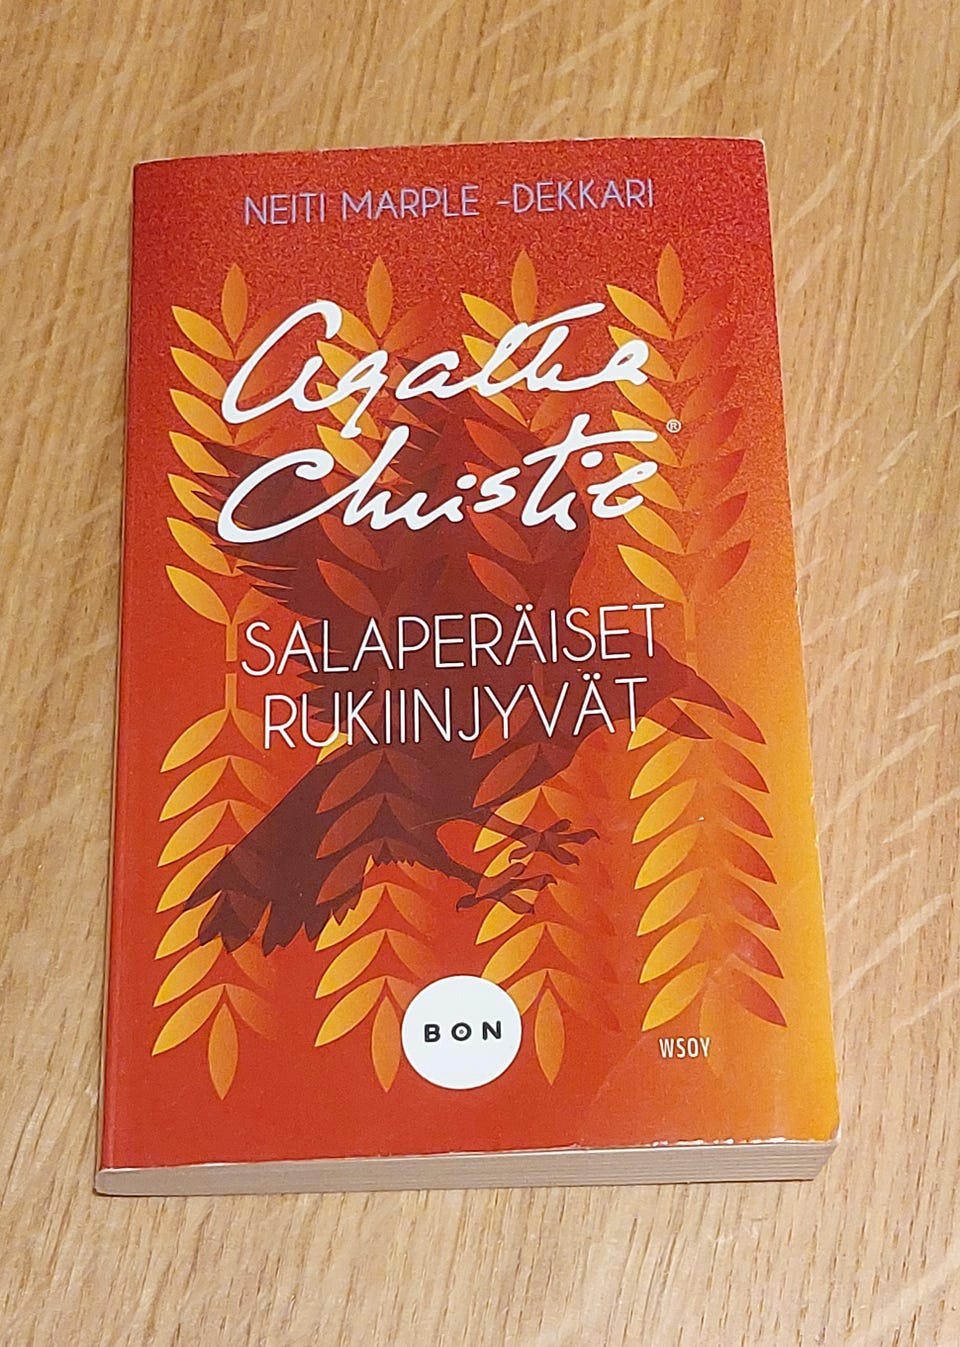 NEITI MARPLE -DEKKARI
Agatha
Christie®
SALAPERÄISET
RUKIINJYVÄT
BON
WSOY